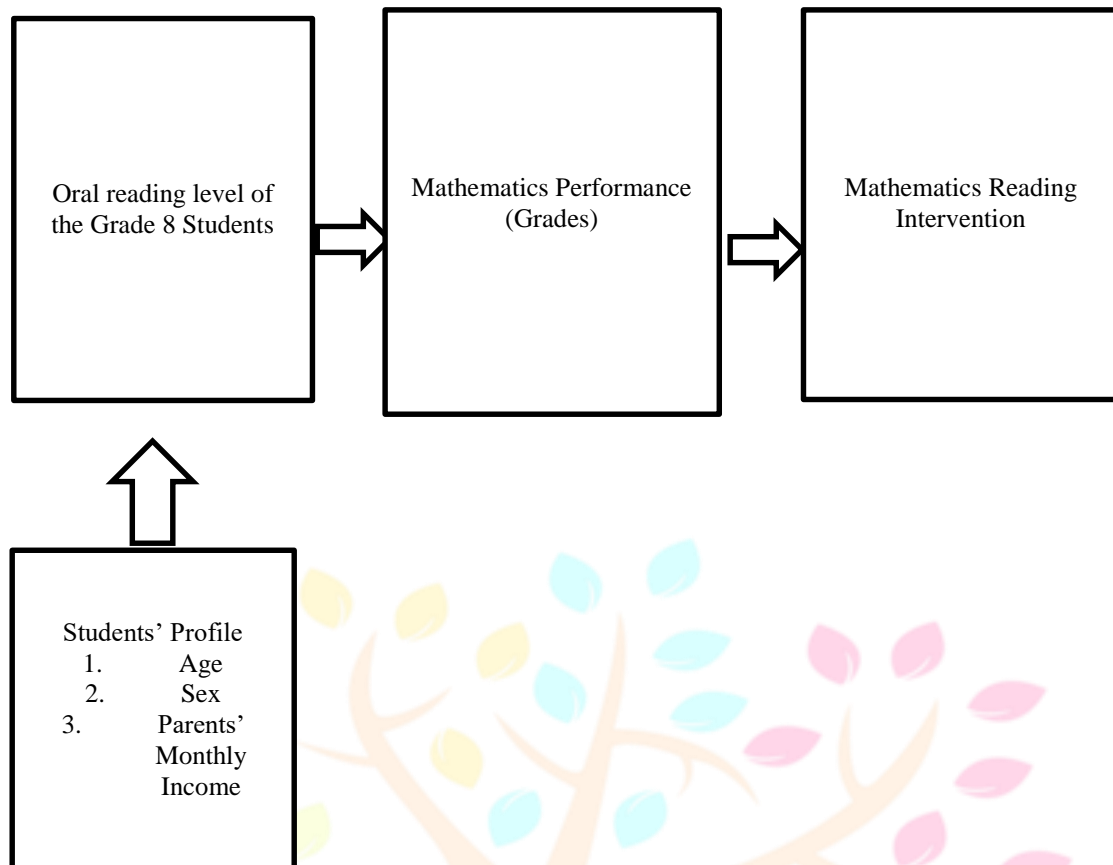 Oral reading level of
the Grade 8 Students
Mathematics Performance
(Grades)
Mathematics Reading
Intervention
Students’ Profile
1. Age
2. Sex
3. Parents’
Monthly
Income